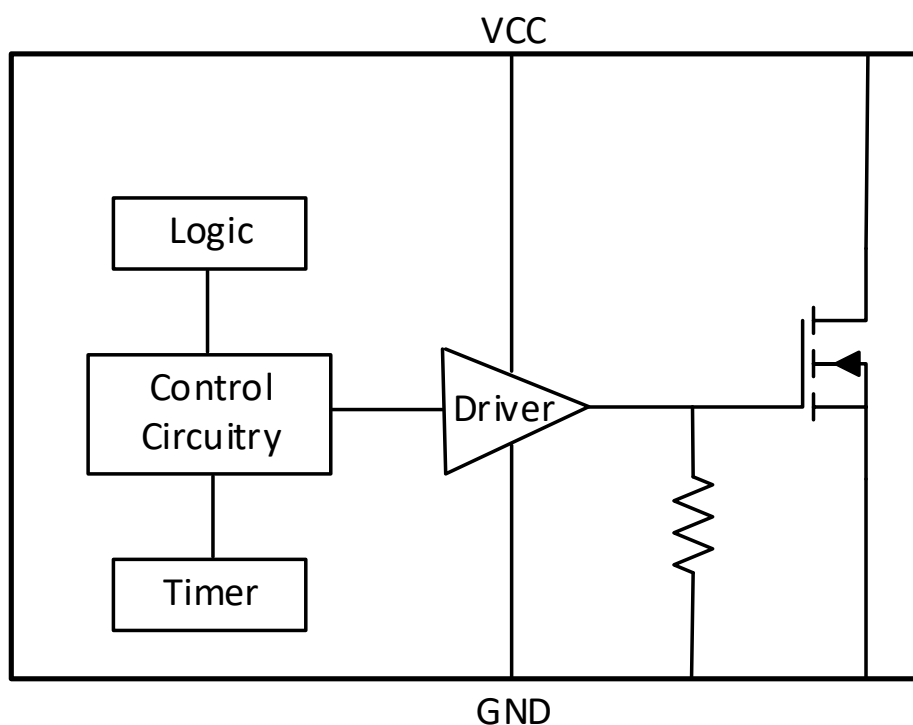 VCC
Logic
Control
Circuitry
Driver
Timer
GND